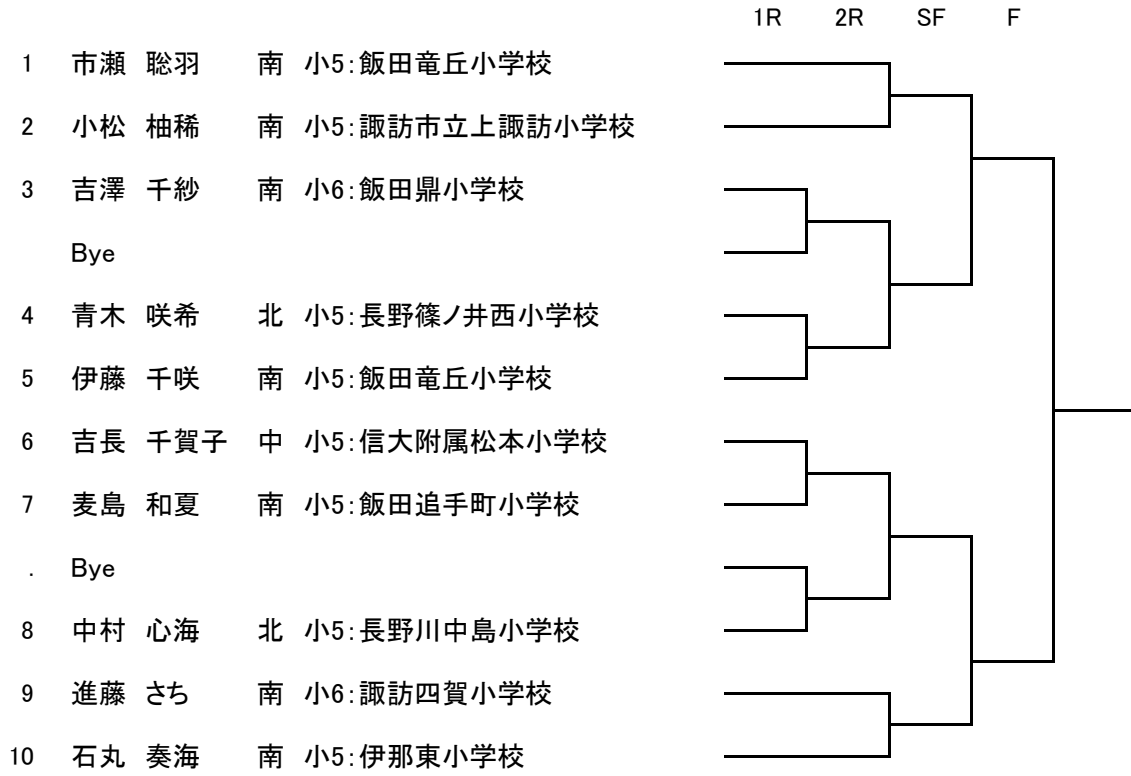 1R 2R SF F
1 市瀬 聡羽 南 小5:飯田竜丘小学校
2 小松 柚稀 南 小5:諏訪市立上諏訪小学校
3 吉澤 千紗 南 小6:飯田鼎小学校
Bye
4 青木 咲希 北 小5:長野篠ノ井西小学校
5 伊藤 千咲 南 小5:飯田竜丘小学校
6 吉長 千賀子 中 小5:信大附属松本小学校
7 麦島 和夏 南 小5:飯田追手町小学校
. Bye
8 中村 心海 北 小5:長野川中島小学校
9 進藤 さち 南 小6:諏訪四賀小学校
10 石丸 奏海 南 小5:伊那東小学校